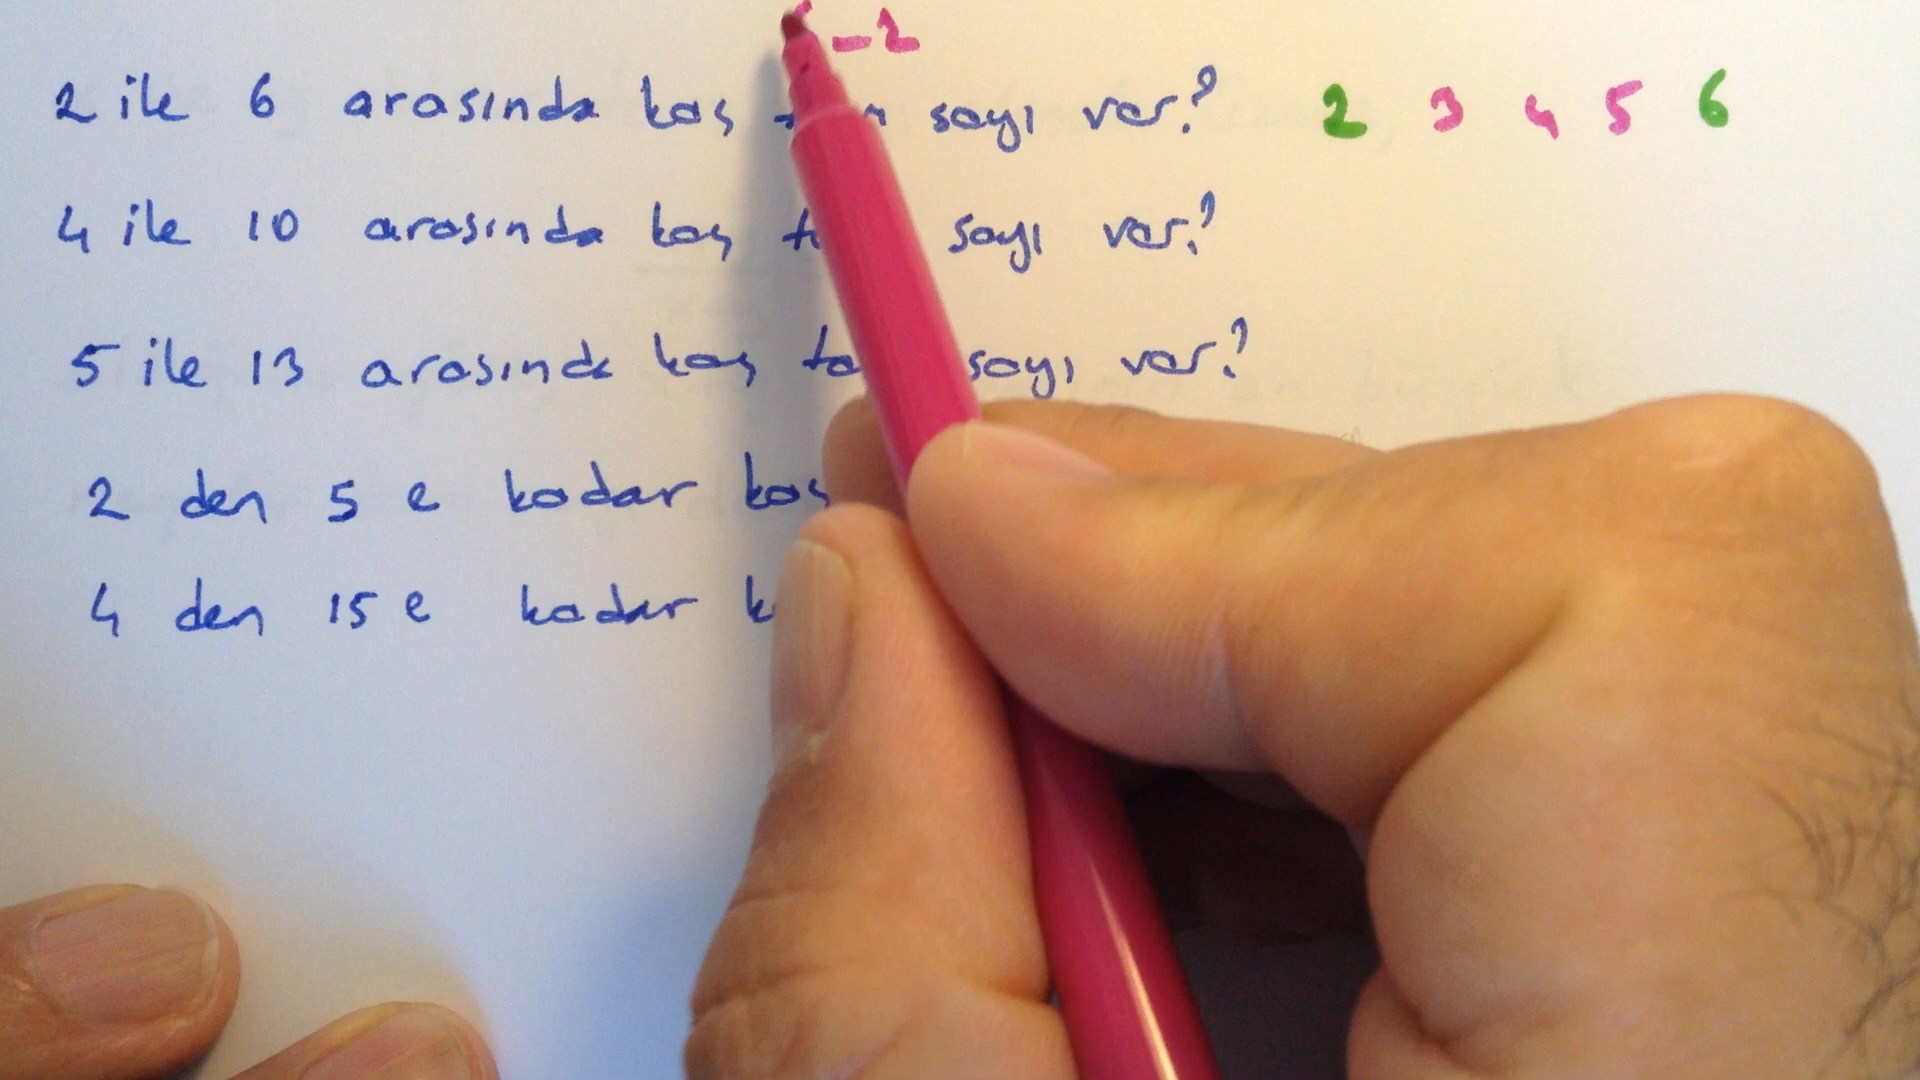 -2
2 ile 6 arasında kaç sayı var? 2 3 4 5 6
4 ile 10 arasında kaç sayı var?
5 ile 13 arasında kaç sayı var?
2 den 5 e kadar kaç
4 den 15 e kadar